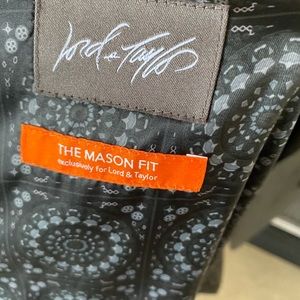 Lord & Taylor
THE MASON FIT
exclusively for Lord & Taylor